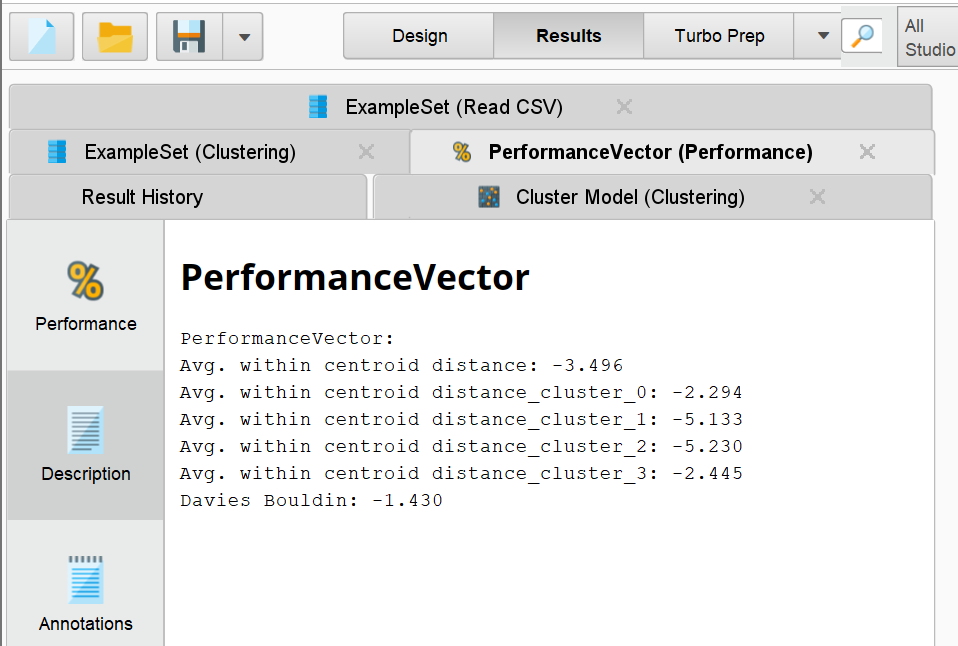 Design Results Turbo Prep All
Studio
ExampleSet (Read CSV)
ExampleSet (Clustering) PerformanceVector (Performance)
Result History Cluster Model (Clustering)
% Performance
Description
Annotations
PerformanceVector
PerformanceVector:
Avg. within centroid distance: -3.496
Avg. within centroid distance_cluster_0: -2.294
Avg. within centroid distance_cluster_1: -5.133
Avg. within centroid distance_cluster_2: -5.230
Avg. within centroid distance_cluster_3: -2.445
Davies Bouldin: -1.430